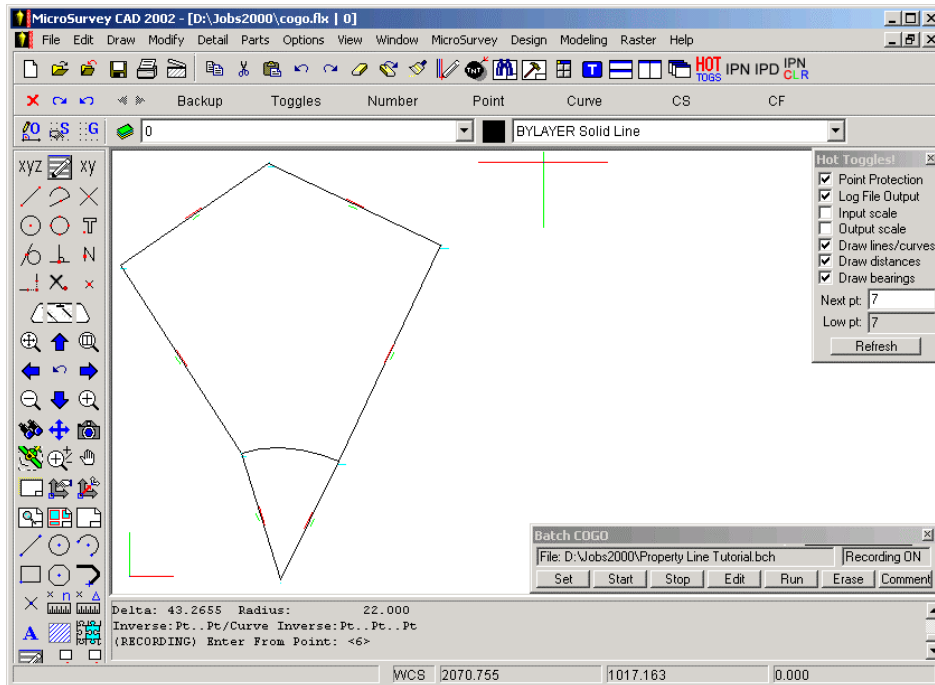 MicroSurvey CAD 2002 - [D:\Jobs2000\cogo.flx | 0]
File Edit Draw Modify Detail Parts Options View Window MicroSurvey Design Modeling Raster Help
TNT T HOT TOGS IPN IPD IPN CLR
Backup Toggles Number Point Curve CS CF
O S G 0 BYLAYER Solid Line
XYZ XY
T
N
x n x
A
Hot Toggles!
Point Protection
Log File Output
Input scale
Output scale
Draw lines/curves
Draw distances
Draw bearings
Next pt: 7
Low pt: 7
Refresh
Batch COGO
File: D:\Jobs2000\Property Line Tutorial.bch Recording ON
Set Start Stop Edit Run Erase Comment
Delta: 43.2655 Radius: 22.000
Inverse:Pt..Pt/Curve Inverse:Pt..Pt..Pt
(RECORDING) Enter From Point: <6>
WCS 2070.755 1017.163 0.000